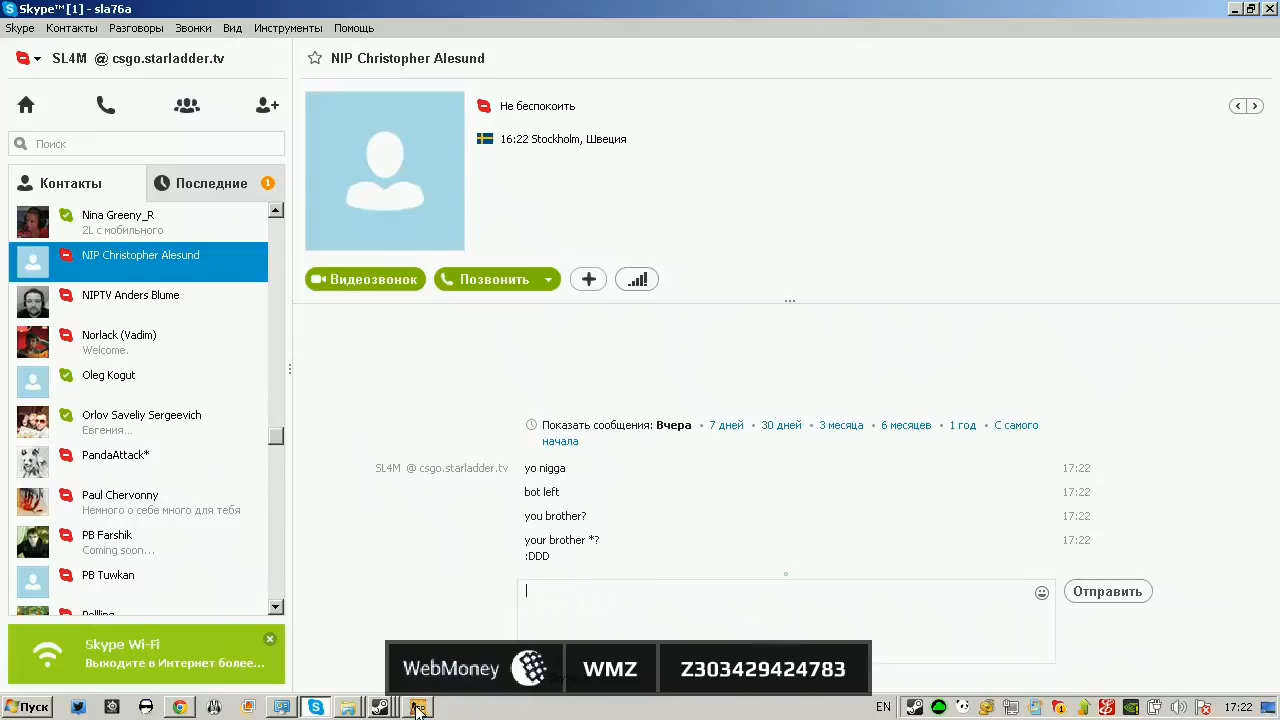 Skype™ [1] - sla76a
Skype Контакты Разговоры Звонки Вид Инструменты Помощь
SL4M @ csgo.starladder.tv
NIP Christopher Alesund
Не беспокоить
16:22 Stockholm, Швеция
Поиск
Контакты
Последние 1
Nina Greeny_R
2L с мобильного
NIP Christopher Alesund
NIPTV Anders Blume
Norlack (Vadim)
Welcome.
Oleg Kogut
Orlov Saveliy Sergeevich
Евгения...
PandaAttack*
Paul Chervonny
Немного о себе много для тебя
PB Farshik
Coming soon...
PB Tuwkan
Skype Wi-Fi
Выходите в Интернет более...
Видеозвонок
Позвонить
Показать сообщения: Вчера • 7 дней • 30 дней • 3 месяца • 6 месяцев • 1 год • С самого
начала
SL4M @ csgo.starladder.tv yo nigga 17:22
bot left 17:22
you brother? 17:22
your brother *? 17:22
:DDD
Отправить
WebMoney WMZ Z303429424783
Пуск
EN
17:22